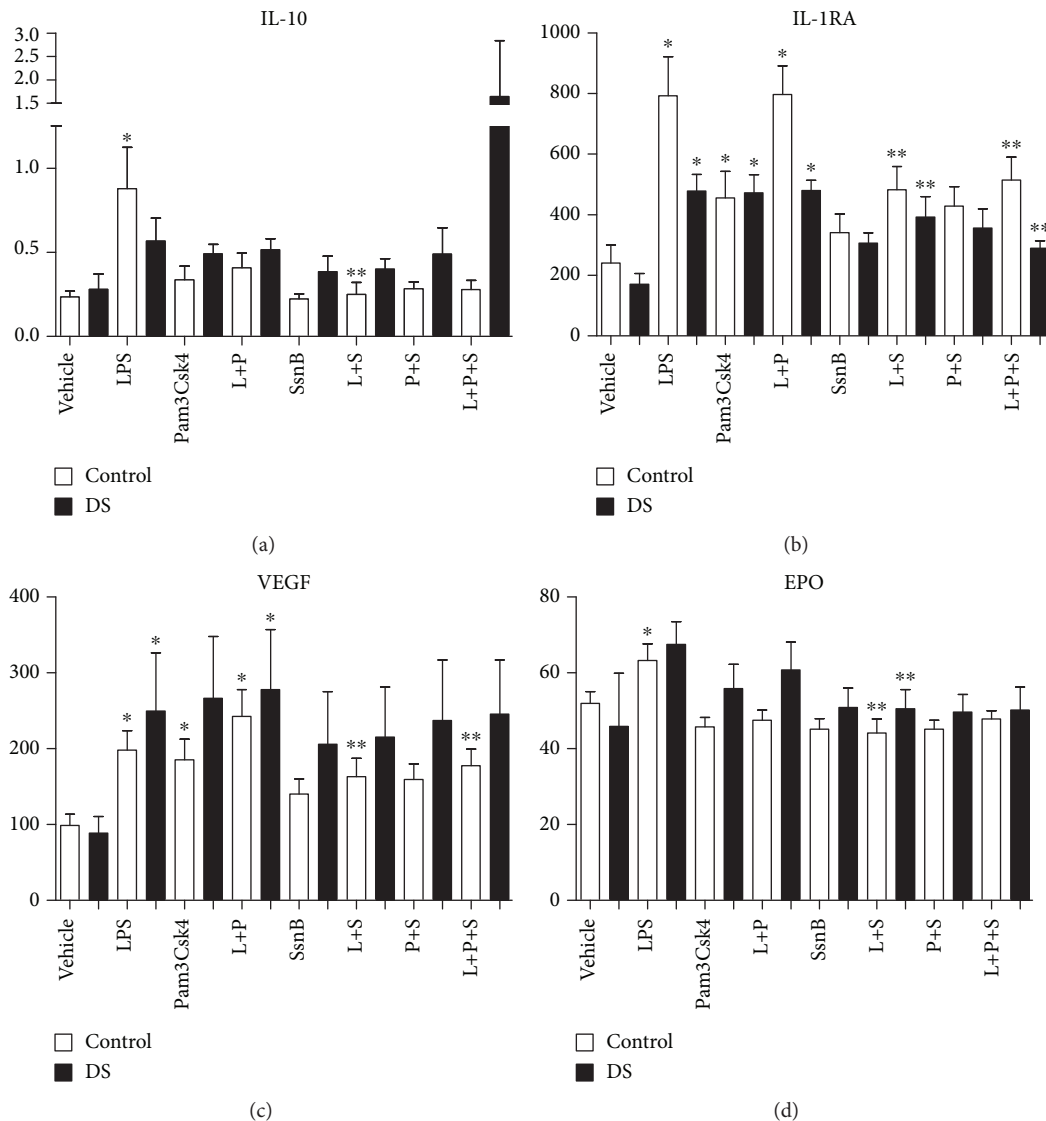 IL-10
3.0
2.5
2.0
1.5
1.0
0.5
0.0
*
**
Vehicle
LPS
Pam3Csk4
L+P
SsnB
L+S
P+S
L+P+S
Control
DS
(a)
IL-1RA
1000
800
600
400
200
0
*
*
*
*
*
*
**
**
**
**
Vehicle
LPS
Pam3Csk4
L+P
SsnB
L+S
P+S
L+P+S
Control
DS
(b)
VEGF
400
300
200
100
0
*
*
*
*
*
**
**
Vehicle
LPS
Pam3Csk4
L+P
SsnB
L+S
P+S
L+P+S
Control
DS
(c)
EPO
80
60
40
20
0
*
**
**
Vehicle
LPS
Pam3Csk4
L+P
SsnB
L+S
P+S
L+P+S
Control
DS
(d)